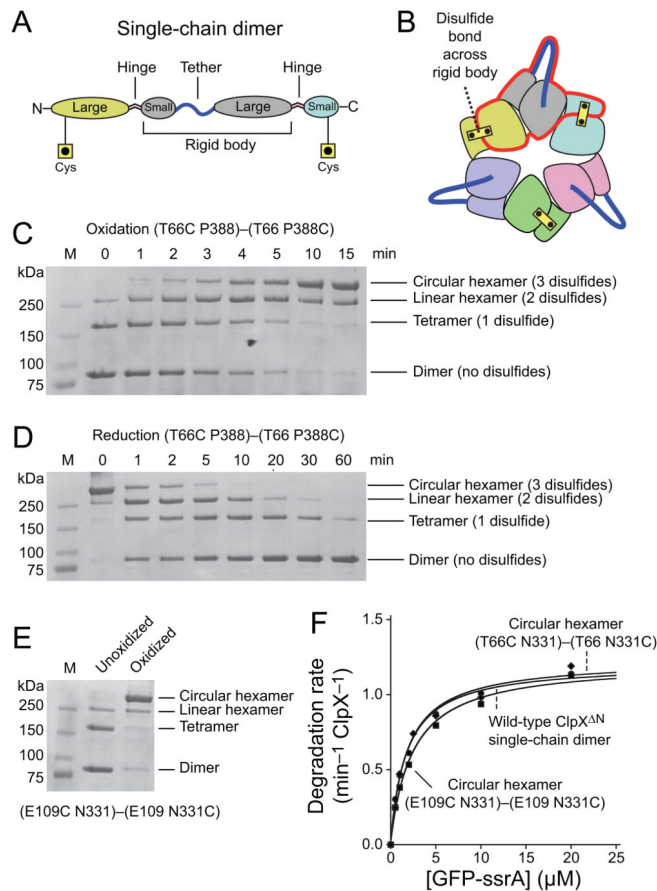 A
Single-chain dimer
Hinge
Tether
Hinge
N
Large
Small
Large
Small
C
Rigid body
Cys
Cys
B
Disulfide
bond
across
rigid body
C
Oxidation (T66C P388)–(T66 P388C)
M 0 1 2 3 4 5 10 15 min
kDa
250
150
100
75
Circular hexamer (3 disulfides)
Linear hexamer (2 disulfides)
Tetramer (1 disulfide)
Dimer (no disulfides)
D
Reduction (T66C P388)–(T66 P388C)
M 0 1 2 5 10 20 30 60 min
kDa
250
150
100
75
Circular hexamer (3 disulfides)
Linear hexamer (2 disulfides)
Tetramer (1 disulfide)
Dimer (no disulfides)
E
M
Unoxidized
Oxidized
kDa
250
150
100
75
Circular hexamer
Linear hexamer
Tetramer
Dimer
(E109C N331)–(E109 N331C)
F
Degradation rate
(min⁻¹ ClpX⁻¹)
1.5
1.0
0.5
0.0
0 5 10 15 20 25
[GFP-ssrA] (µM)
Circular hexamer
(T66C N331)–(T66 N331C)
Wild-type ClpX^ΔN
single-chain dimer
Circular hexamer
(E109C N331)–(E109 N331C)